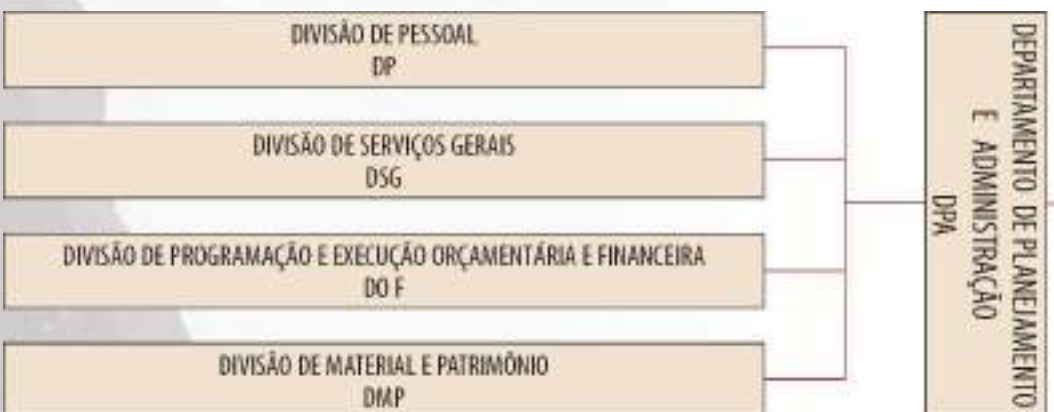 DIVISÃO DE PESSOAL
DP
DIVISÃO DE SERVIÇOS GERAIS
DSG
DIVISÃO DE PROGRAMAÇÃO E EXECUÇÃO ORÇAMENTÁRIA E FINANCEIRA
DO F
DIVISÃO DE MATERIAL E PATRIMÔNIO
DMP
DEPARTAMENTO DE PLANEJAMENTO
E ADMINISTRAÇÃO
DPA